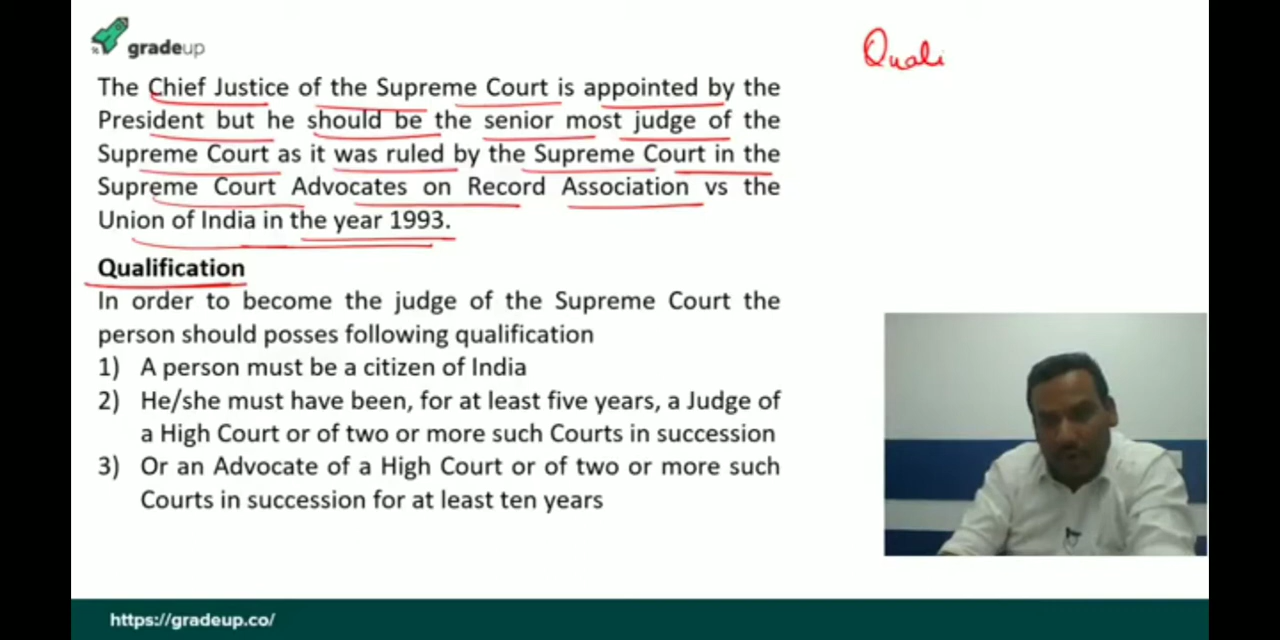 gradeup
Quali
The Chief Justice of the Supreme Court is appointed by the
President but he should be the senior most judge of the
Supreme Court as it was ruled by the Supreme Court in the
Supreme Court Advocates on Record Association vs the
Union of India in the year 1993.
Qualification
In order to become the judge of the Supreme Court the
person should posses following qualification
1) A person must be a citizen of India
2) He/she must have been, for at least five years, a Judge of
a High Court or of two or more such Courts in succession
3) Or an Advocate of a High Court or of two or more such
Courts in succession for at least ten years
https://gradeup.co/